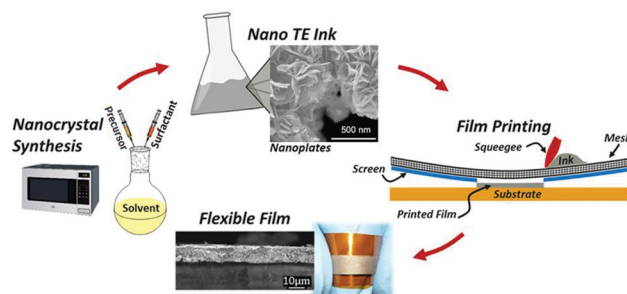 Nano TE Ink
Precursor
Surfactant
Nanocrystal
Synthesis
Solvent
500 nm
Nanoplates
Film Printing
Squeegee
Ink
Mesh
Screen
Substrate
Printed Film
Flexible Film
10μm